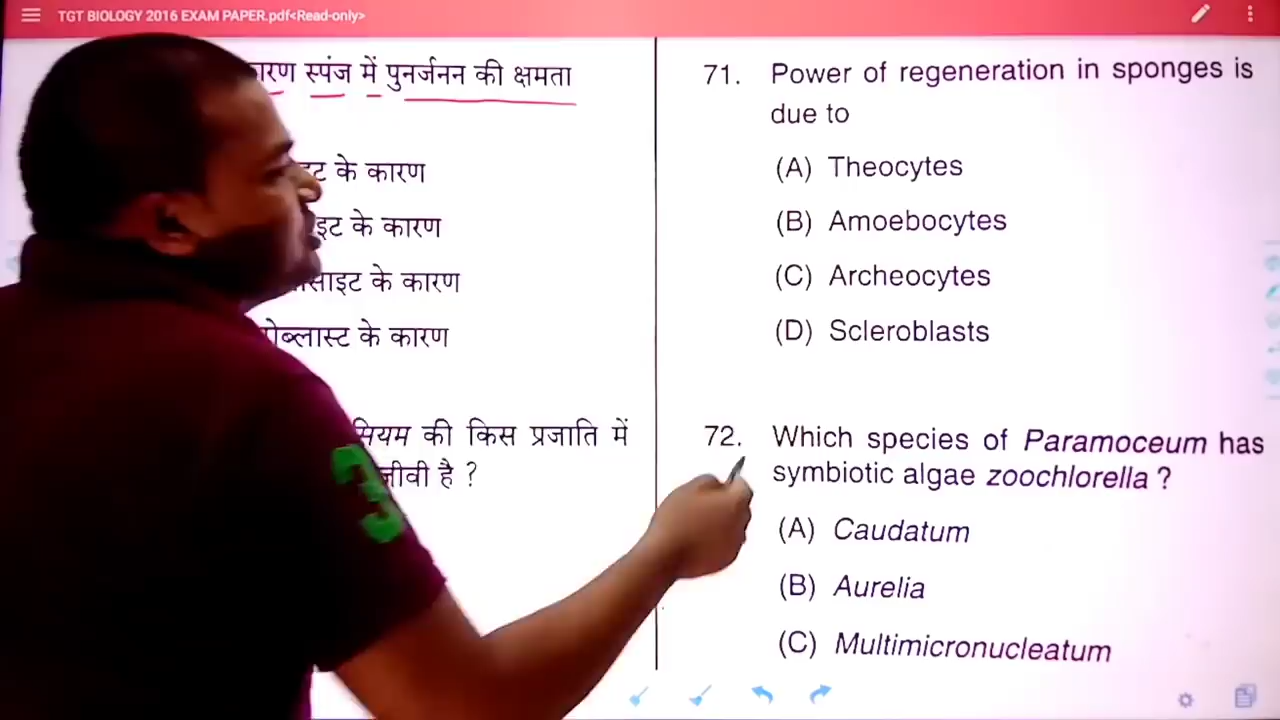 TGT BIOLOGY 2016 EXAM PAPER.pdf<Read-only>
स्पंज में पुनर्जनन की क्षमता
के कारण
के कारण
के कारण
के कारण
की किस प्रजाति में
है ?
71. Power of regeneration in sponges is
due to
(A) Theocytes
(B) Amoebocytes
(C) Archeocytes
(D) Scleroblasts
72. Which species of Paramoceum has
symbiotic algae zoochlorella ?
(A) Caudatum
(B) Aurelia
(C) Multimicronucleatum
3